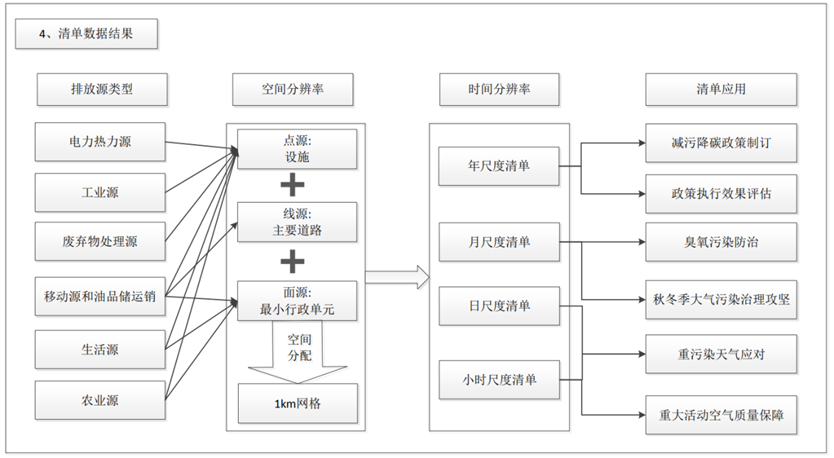 4、清单数据结果
排放源类型
空间分辨率
时间分辨率
清单应用
电力热力源
工业源
废弃物处理源
移动源和油品储运销
生活源
农业源
点源:
设施
线源:
主要道路
面源:
最小行政单元
空间
分配
1km网格
年尺度清单
月尺度清单
日尺度清单
小时尺度清单
减污降碳政策制订
政策执行效果评估
臭氧污染防治
秋冬季大气污染治理攻坚
重污染天气应对
重大活动空气质量保障